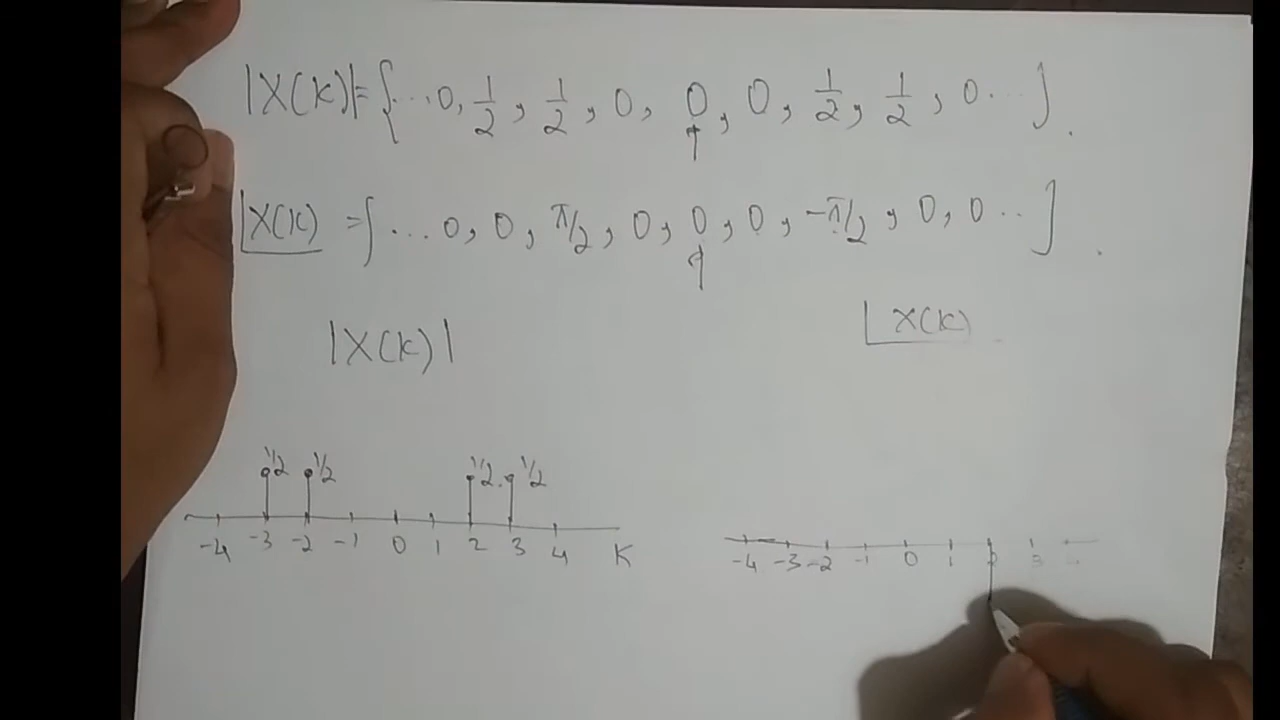 |X(K)|={...0, 1/2, 1/2, 0, 0, 0, 1/2, 1/2, 0...}.
↑
∠X(K) ={...0, 0, π/2, 0, 0, 0, -π/2, 0, 0..}.
↑
|X(K)|
∠X(K)
1/2 1/2 1/2 1/2
-4 -3 -2 -1 0 1 2 3 4 K
-4 -3 -2 -1 0 1 2 3